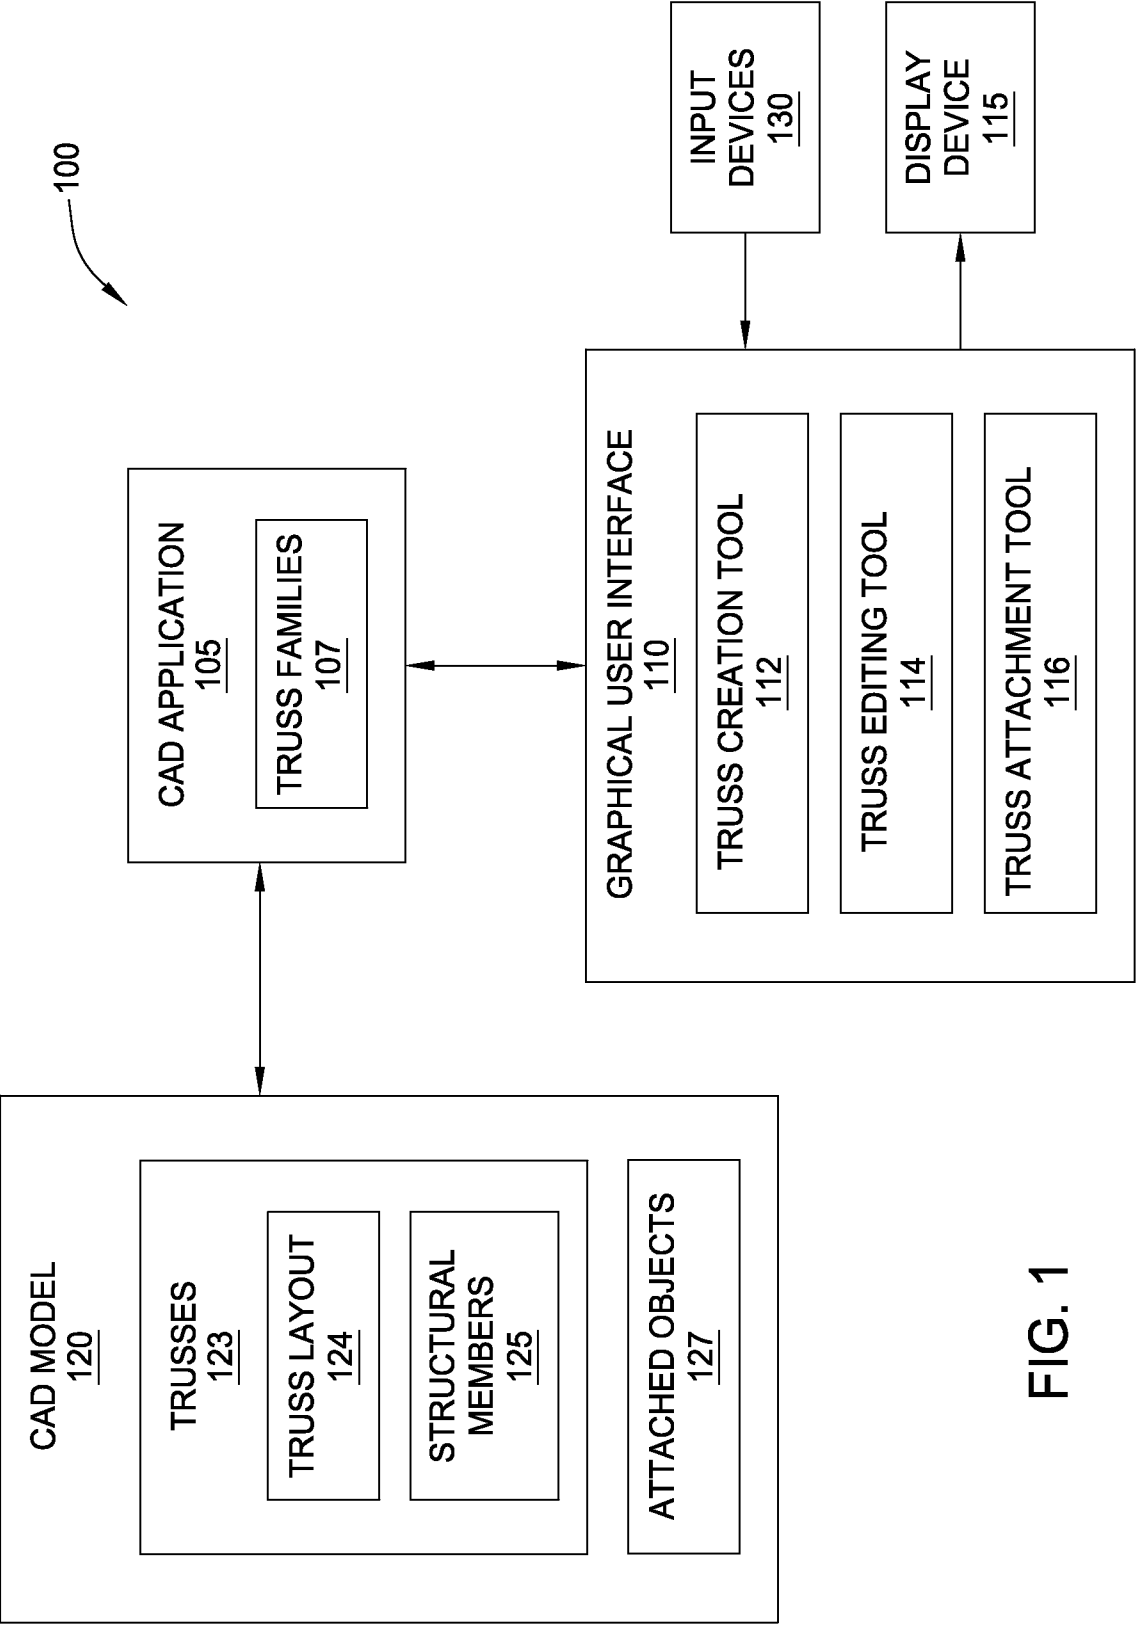 100
CAD MODEL
120
TRUSSES
123
TRUSS LAYOUT
124
STRUCTURAL
MEMBERS
125
ATTACHED OBJECTS
127
CAD APPLICATION
105
TRUSS FAMILIES
107
GRAPHICAL USER INTERFACE
110
TRUSS CREATION TOOL
112
TRUSS EDITING TOOL
114
TRUSS ATTACHMENT TOOL
116
INPUT
DEVICES
130
DISPLAY
DEVICE
115
FIG. 1